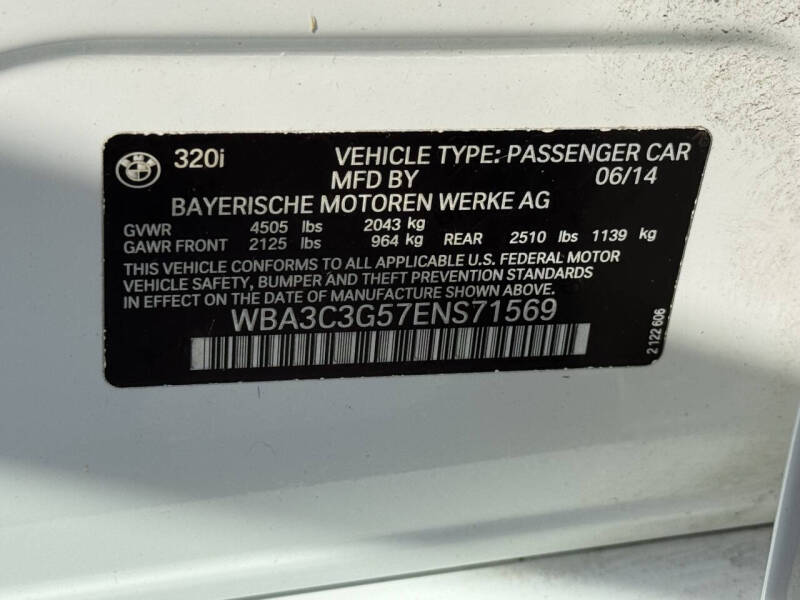 BMW 320i VEHICLE TYPE: PASSENGER CAR
MFD BY 06/14
BAYERISCHE MOTOREN WERKE AG
GVWR 4505 lbs 2043 kg
GAWR FRONT 2125 lbs 964 kg REAR 2510 lbs 1139 kg
THIS VEHICLE CONFORMS TO ALL APPLICABLE U.S. FEDERAL MOTOR
VEHICLE SAFETY, BUMPER AND THEFT PREVENTION STANDARDS
IN EFFECT ON THE DATE OF MANUFACTURE SHOWN ABOVE.
WBA3C3G57ENS71569
2 122 606